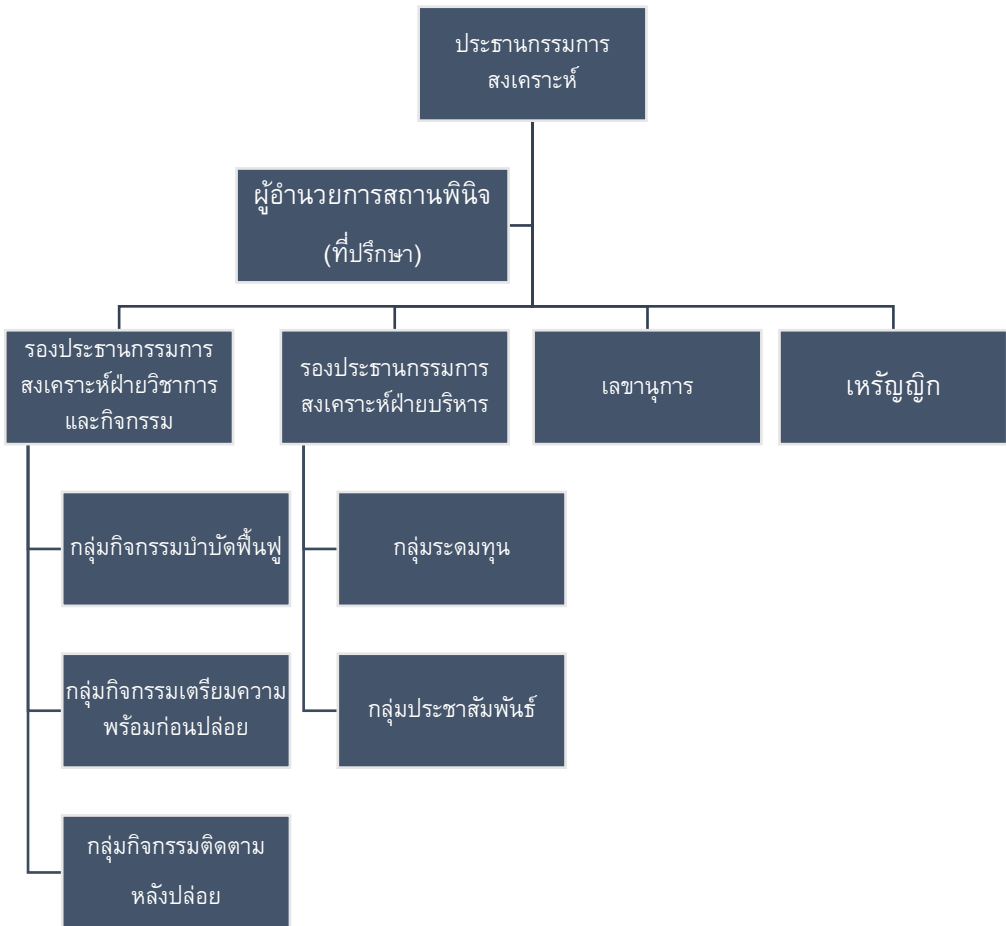 ประธานกรรมการ
สงเคราะห์
ผู้อำนวยการสถานพินิจ
(ที่ปรึกษา)
รองประธานกรรมการ
สงเคราะห์ฝ่ายวิชาการ
และกิจกรรม
รองประธานกรรมการ
สงเคราะห์ฝ่ายบริหาร
เลขานุการ
เหรัญญิก
กลุ่มกิจกรรมบำบัดฟื้นฟู
กลุ่มระดมทุน
กลุ่มกิจกรรมเตรียมความ
พร้อมก่อนปล่อย
กลุ่มประชาสัมพันธ์
กลุ่มกิจกรรมติดตาม
หลังปล่อย